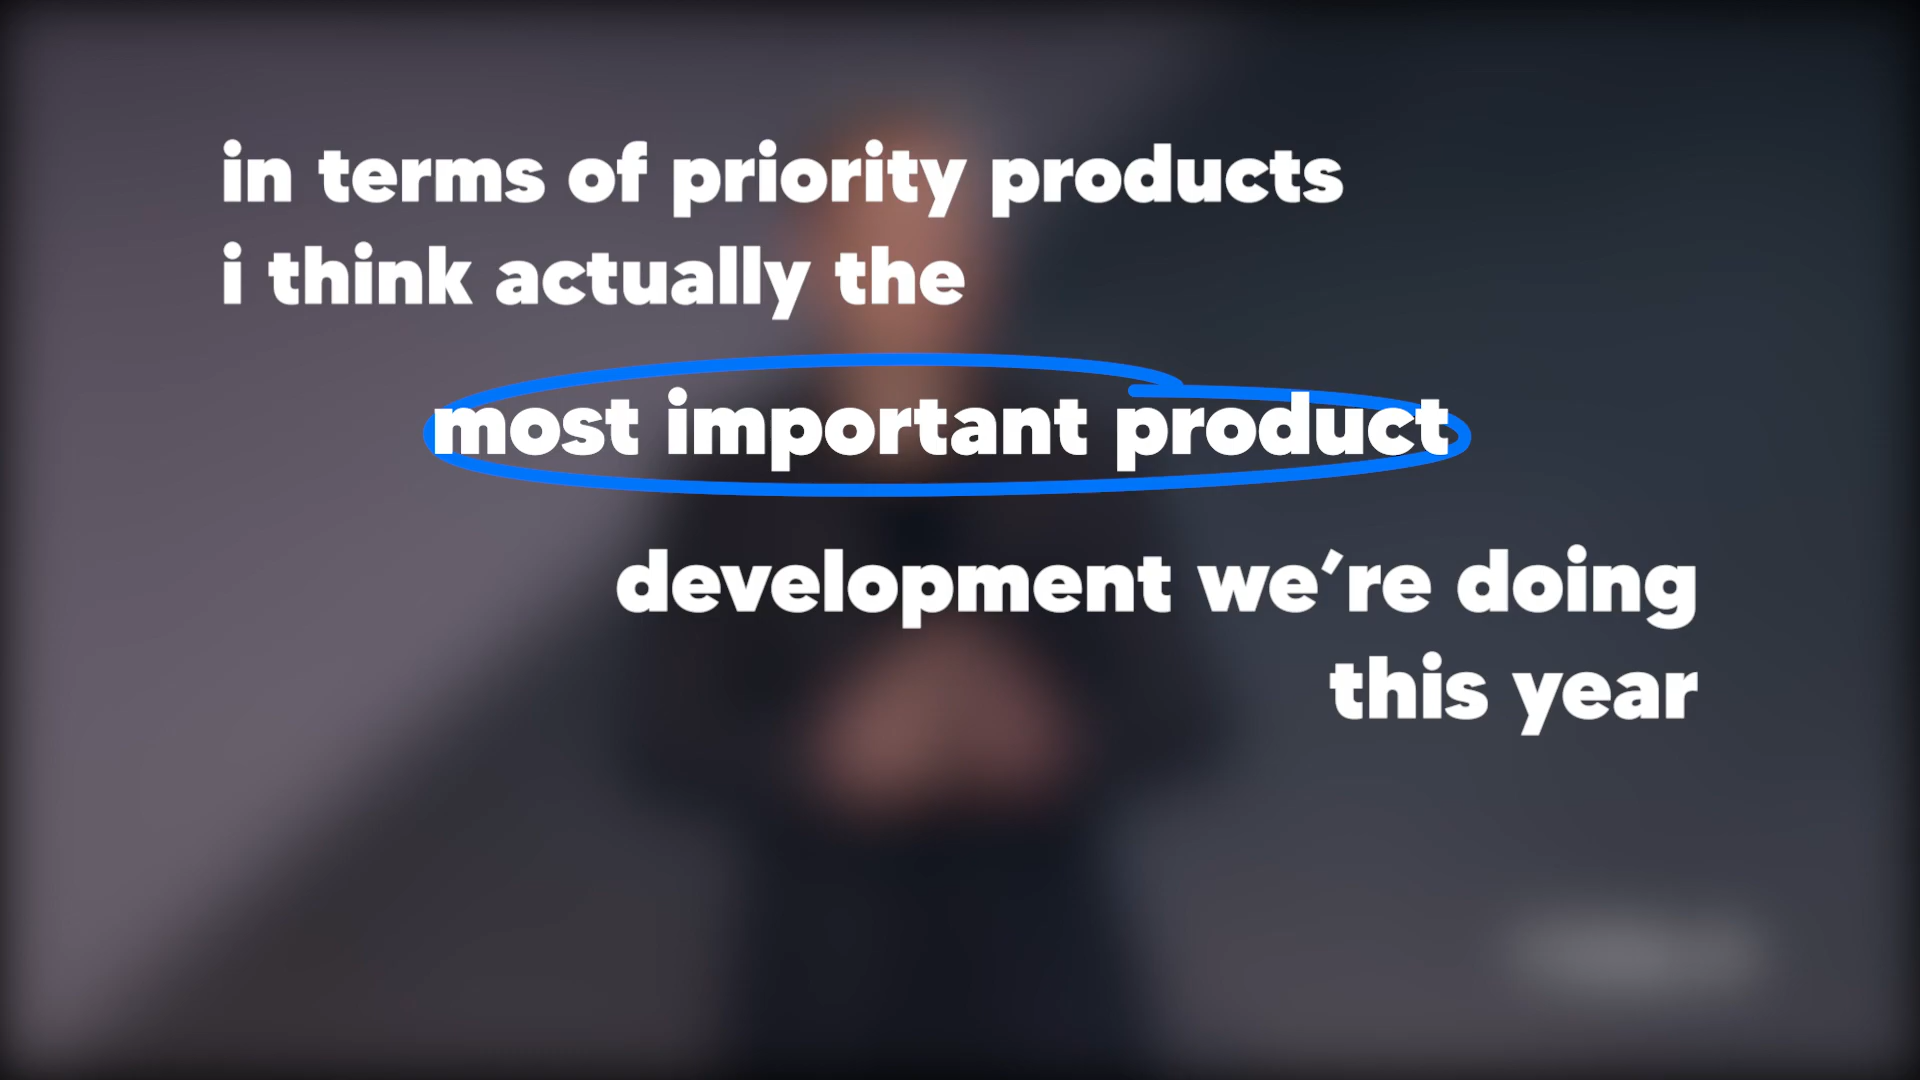 in terms of priority products
i think actually the
most important product
development we’re doing
this year